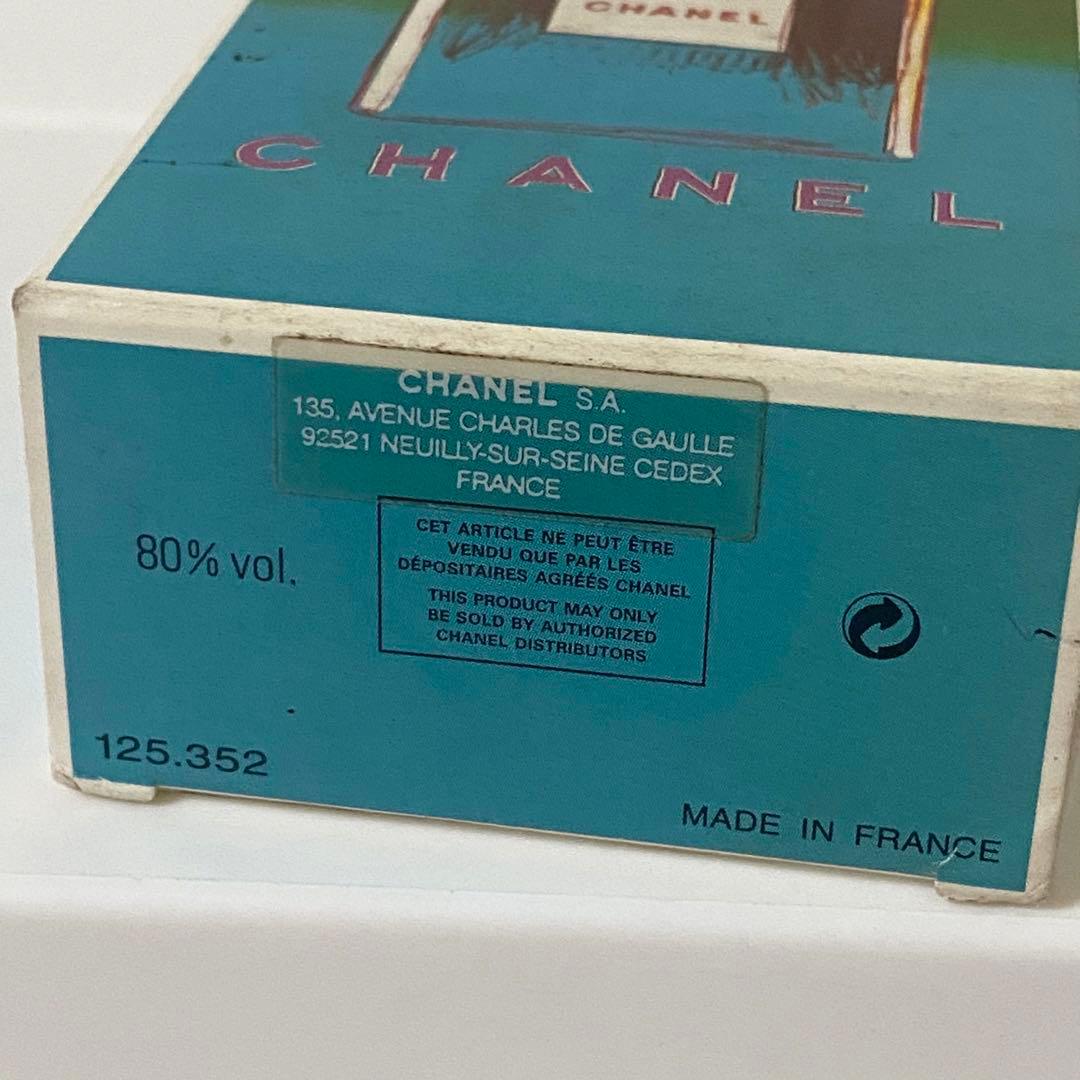 CHANEL
CHANEL
CHANEL S.A.
135, AVENUE CHARLES DE GAULLE
92521 NEUILLY-SUR-SEINE CEDEX
FRANCE
80% vol.
CET ARTICLE NE PEUT ÊTRE
VENDU QUE PAR LES
DÉPOSITAIRES AGRÉÉS CHANEL
THIS PRODUCT MAY ONLY
BE SOLD BY AUTHORIZED
CHANEL DISTRIBUTORS
125.352
MADE IN FRANCE